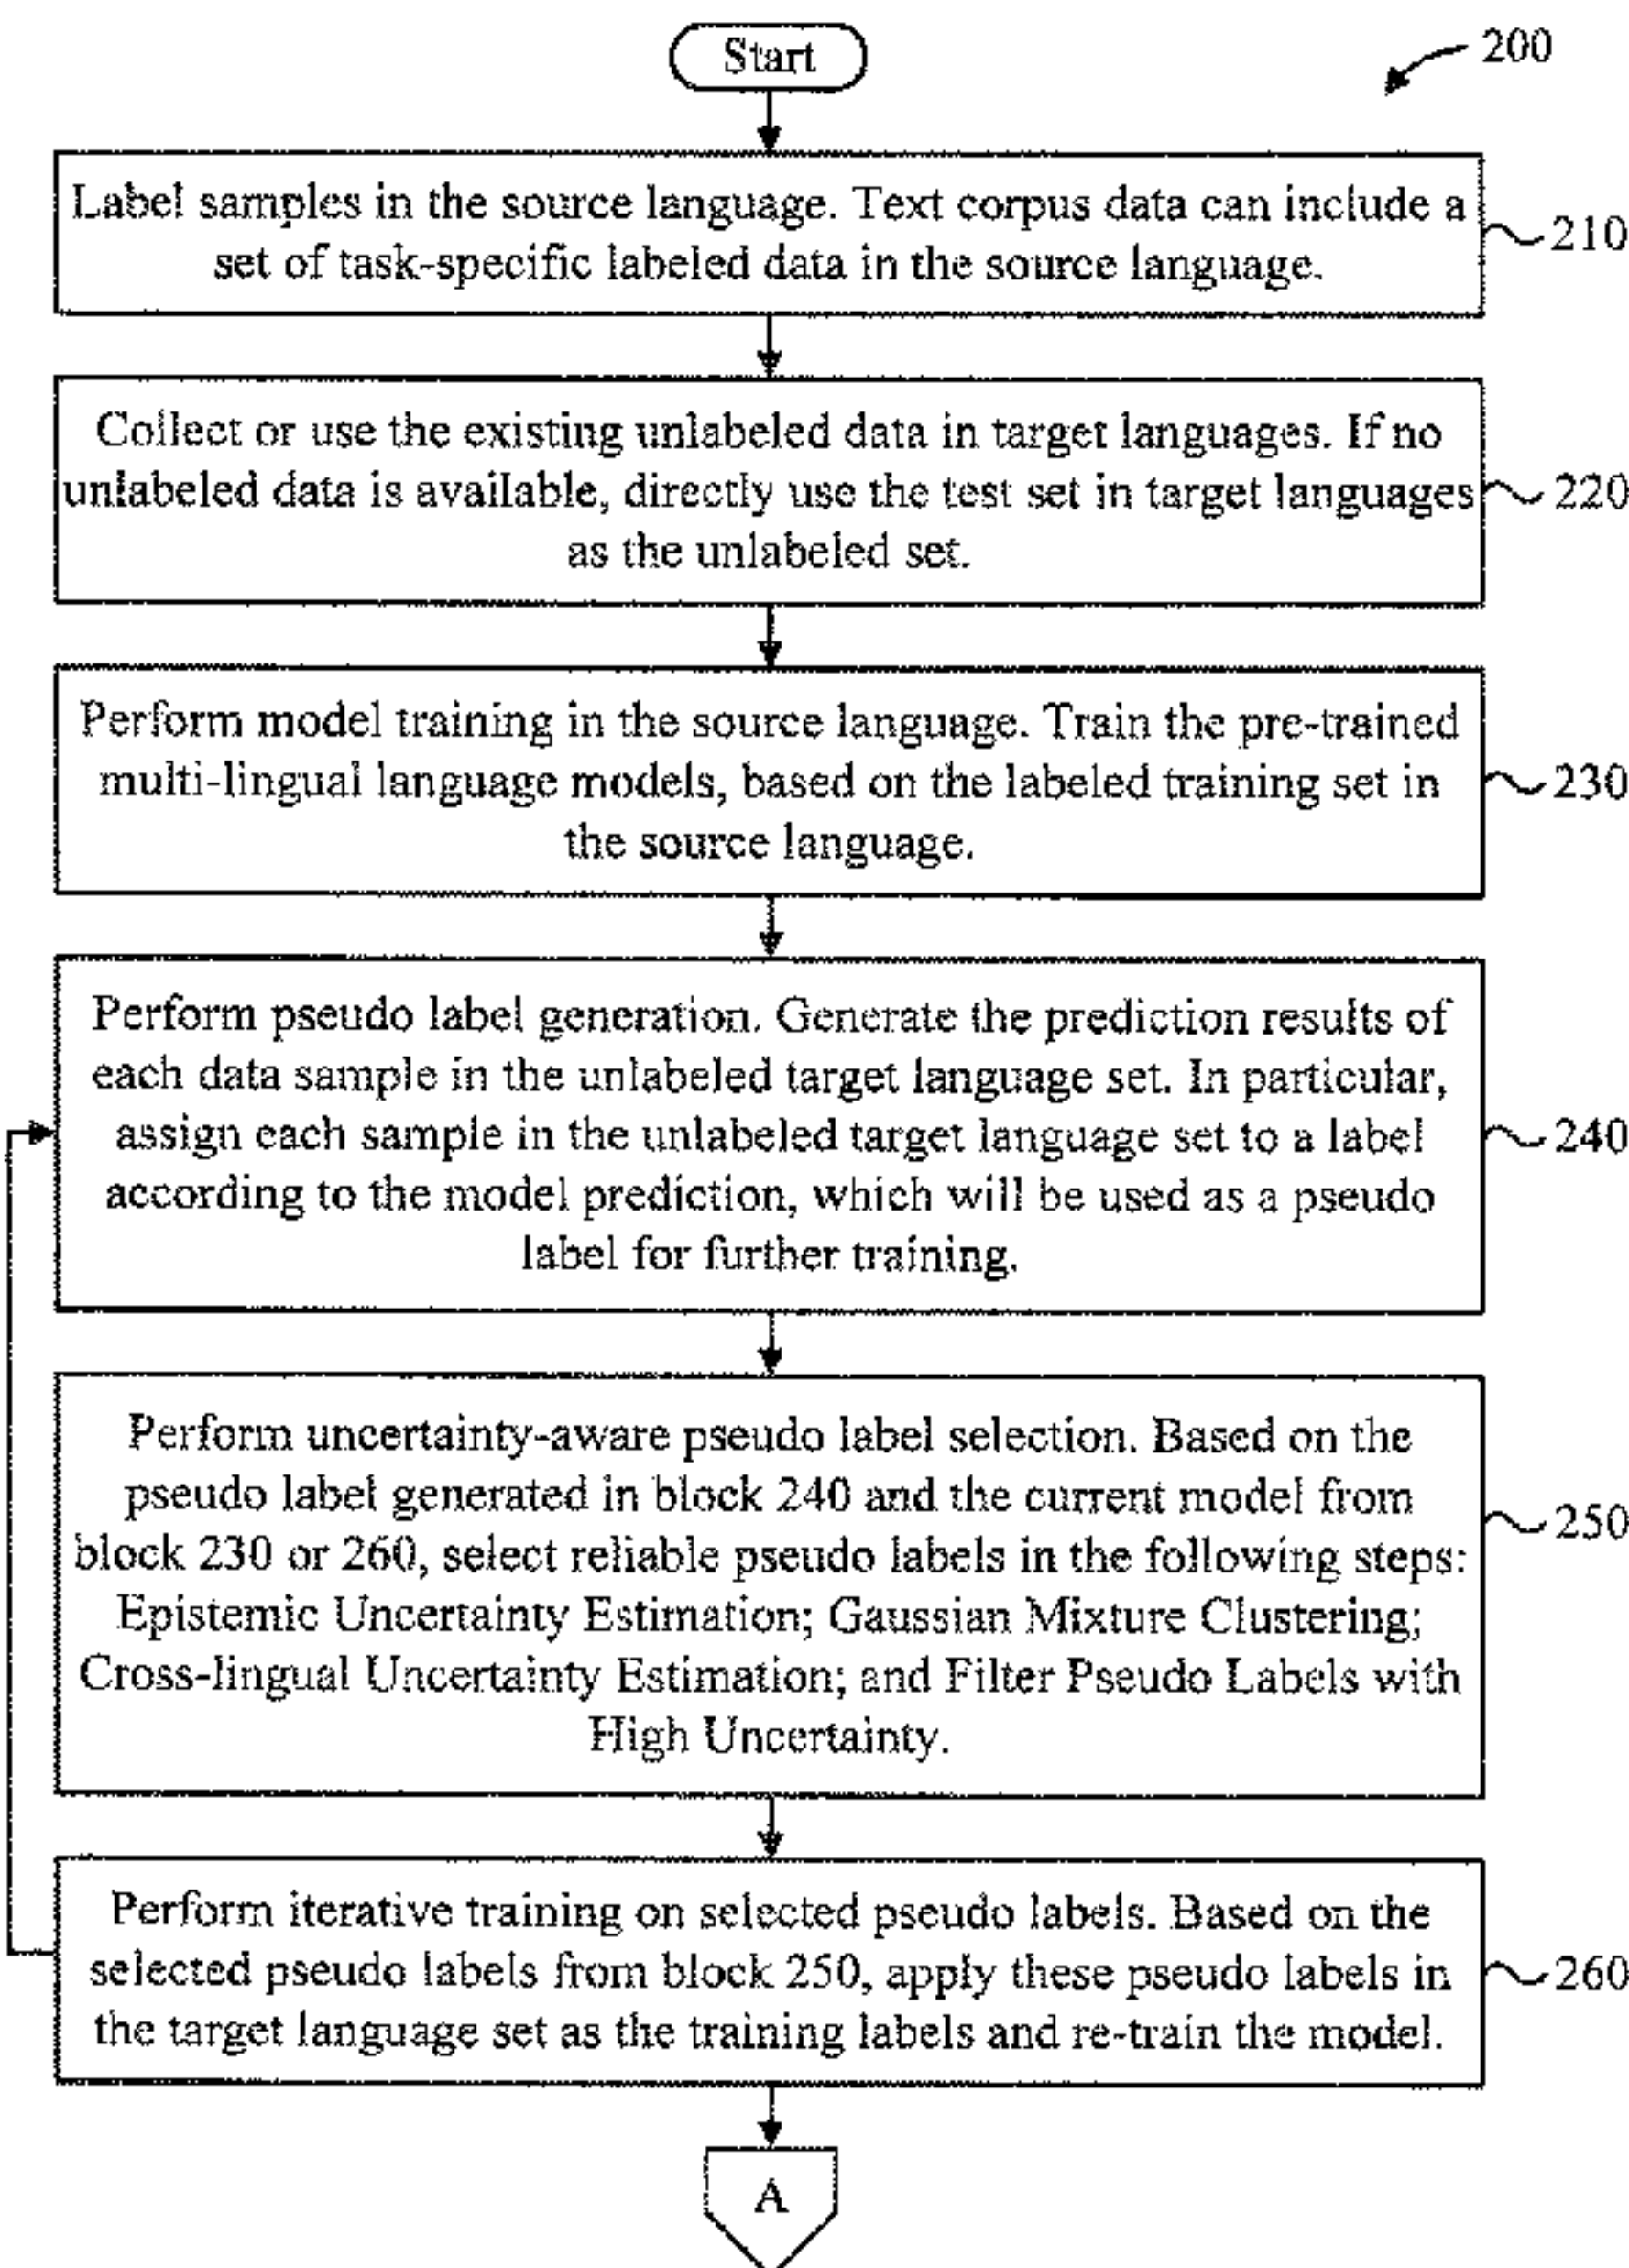 Start
200
Label samples in the source language. Text corpus data can include a
set of task-specific labeled data in the source language.
210
Collect or use the existing unlabeled data in target languages. If no
unlabeled data is available, directly use the test set in target languages
as the unlabeled set.
220
Perform model training in the source language. Train the pre-trained
multi-lingual language models, based on the labeled training set in
the source language.
230
Perform pseudo label generation. Generate the prediction results of
each data sample in the unlabeled target language set. In particular,
assign each sample in the unlabeled target language set to a label
according to the model prediction, which will be used as a pseudo
label for further training.
240
Perform uncertainty-aware pseudo label selection. Based on the
pseudo label generated in block 240 and the current model from
block 230 or 260, select reliable pseudo labels in the following steps:
Epistemic Uncertainty Estimation; Gaussian Mixture Clustering;
Cross-lingual Uncertainty Estimation; and Filter Pseudo Labels with
High Uncertainty.
250
Perform iterative training on selected pseudo labels. Based on the
selected pseudo labels from block 250, apply these pseudo labels in
the target language set as the training labels and re-train the model.
260
A